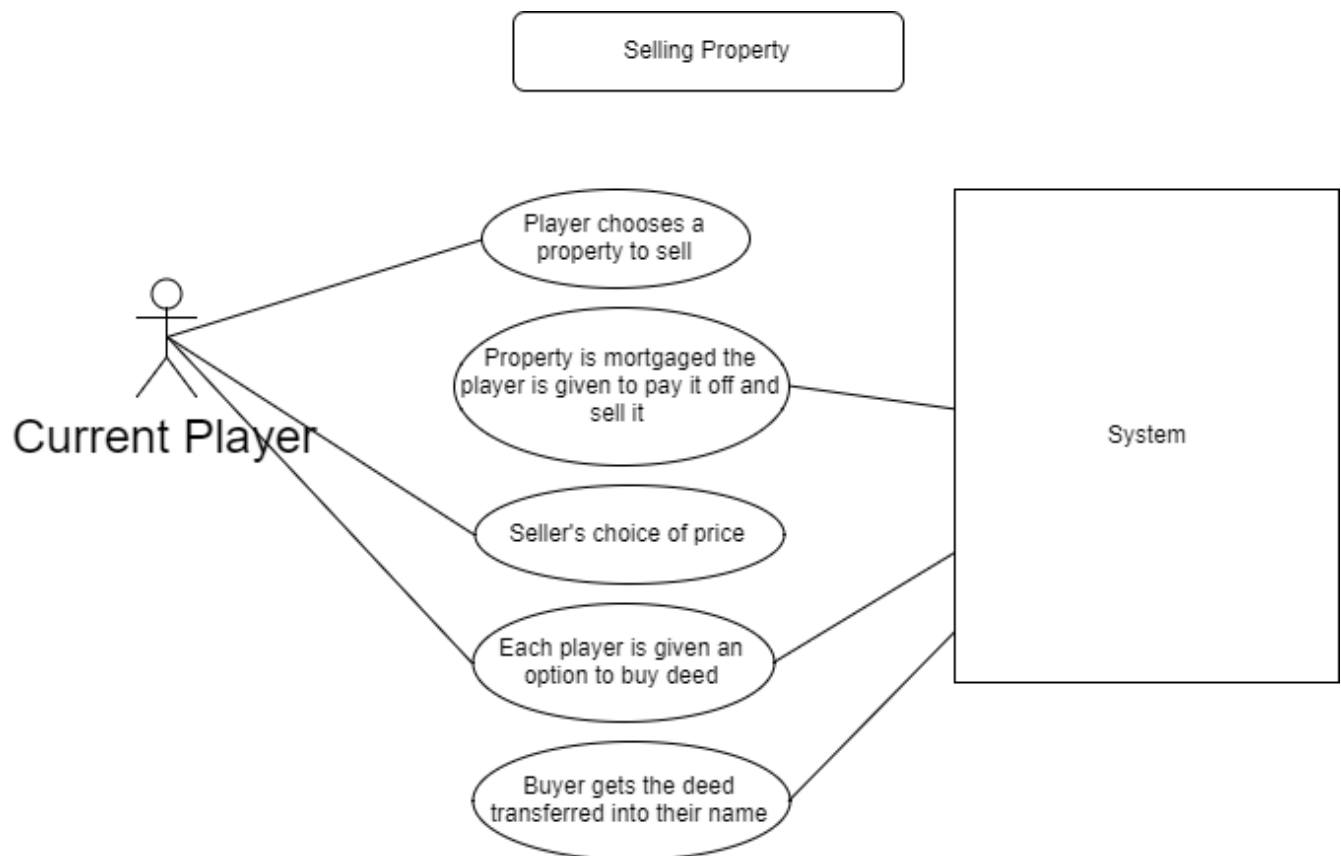 Selling Property
Player chooses a
property to sell
Property is mortgaged the
player is given to pay it off and
sell it
System
Current Player
Seller's choice of price
Each player is given an
option to buy deed
Buyer gets the deed
transferred into their name